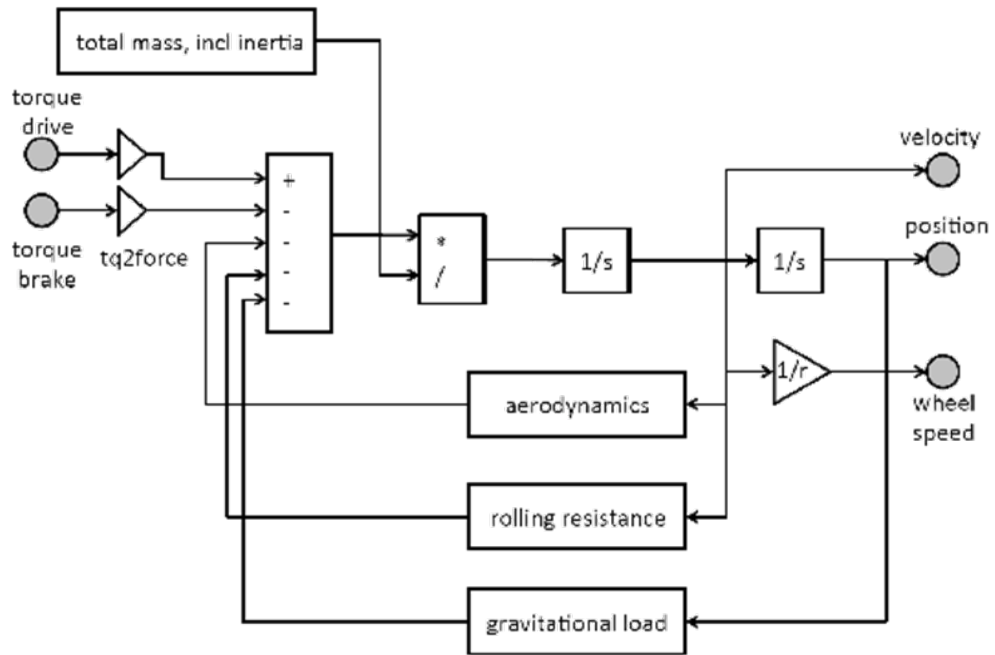 total mass, incl inertia
torque
drive
velocity
+
-
-
-
-
*
/
1/s
1/s
position
torque
brake
tq2force
1/r
wheel
speed
aerodynamics
rolling resistance
gravitational load